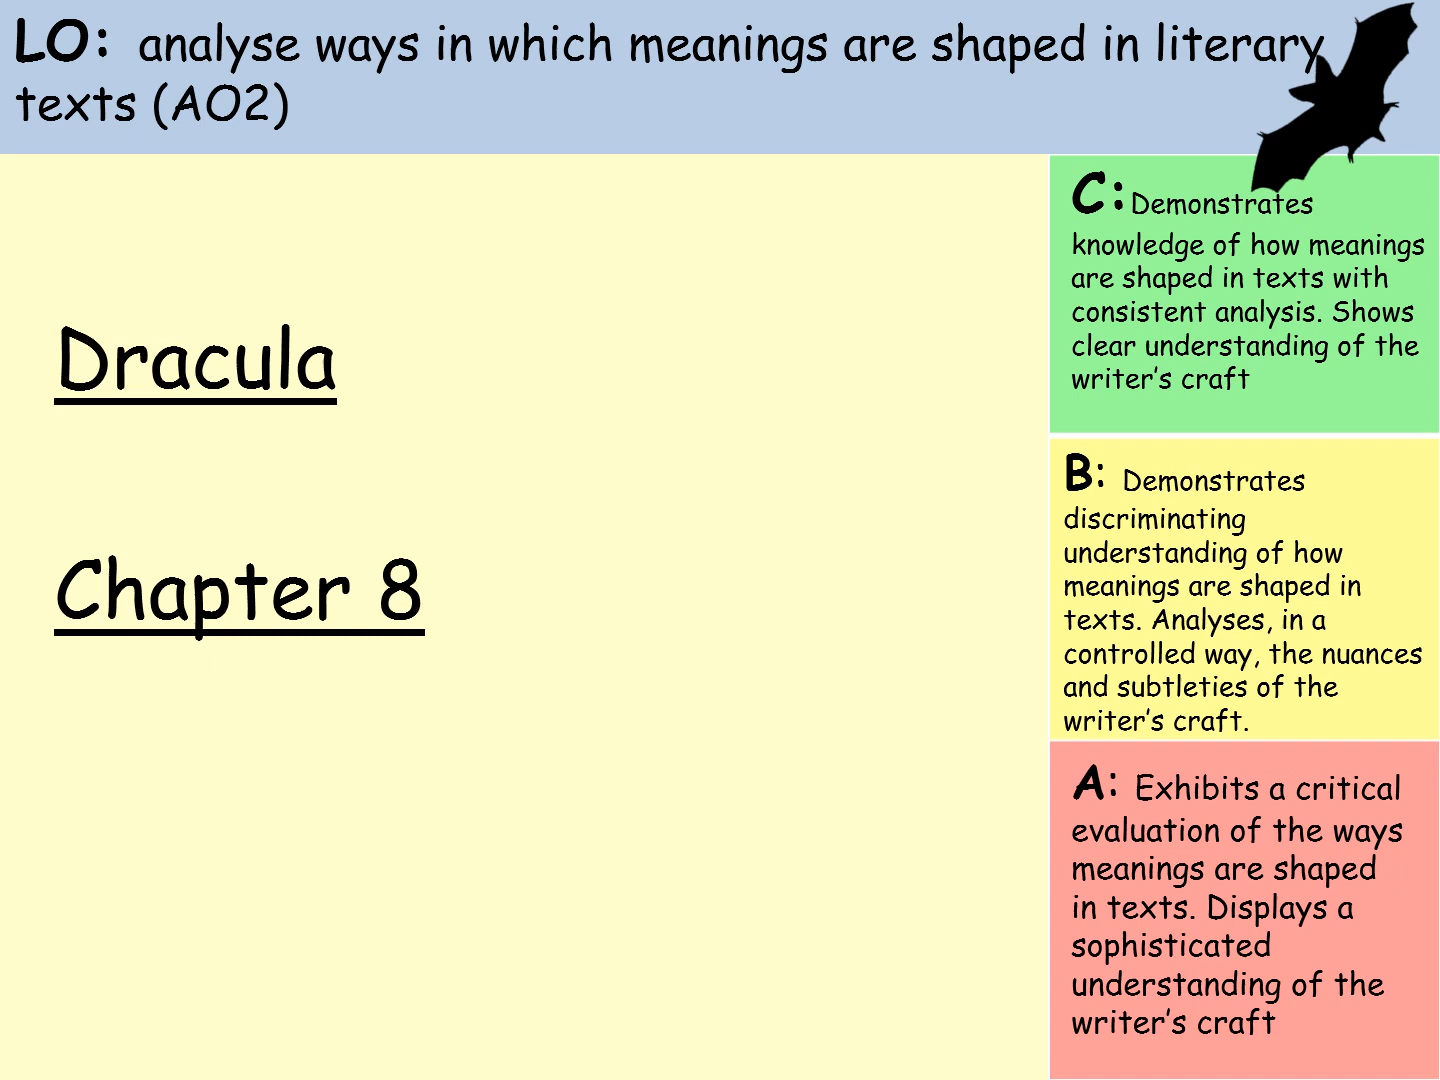 LO: analyse ways in which meanings are shaped in literary
texts (AO2)
Dracula
Chapter 8
C: Demonstrates
knowledge of how meanings
are shaped in texts with
consistent analysis. Shows
clear understanding of the
writer’s craft
B: Demonstrates
discriminating
understanding of how
meanings are shaped in
texts. Analyses, in a
controlled way, the nuances
and subtleties of the
writer’s craft.
A: Exhibits a critical
evaluation of the ways
meanings are shaped
in texts. Displays a
sophisticated
understanding of the
writer’s craft